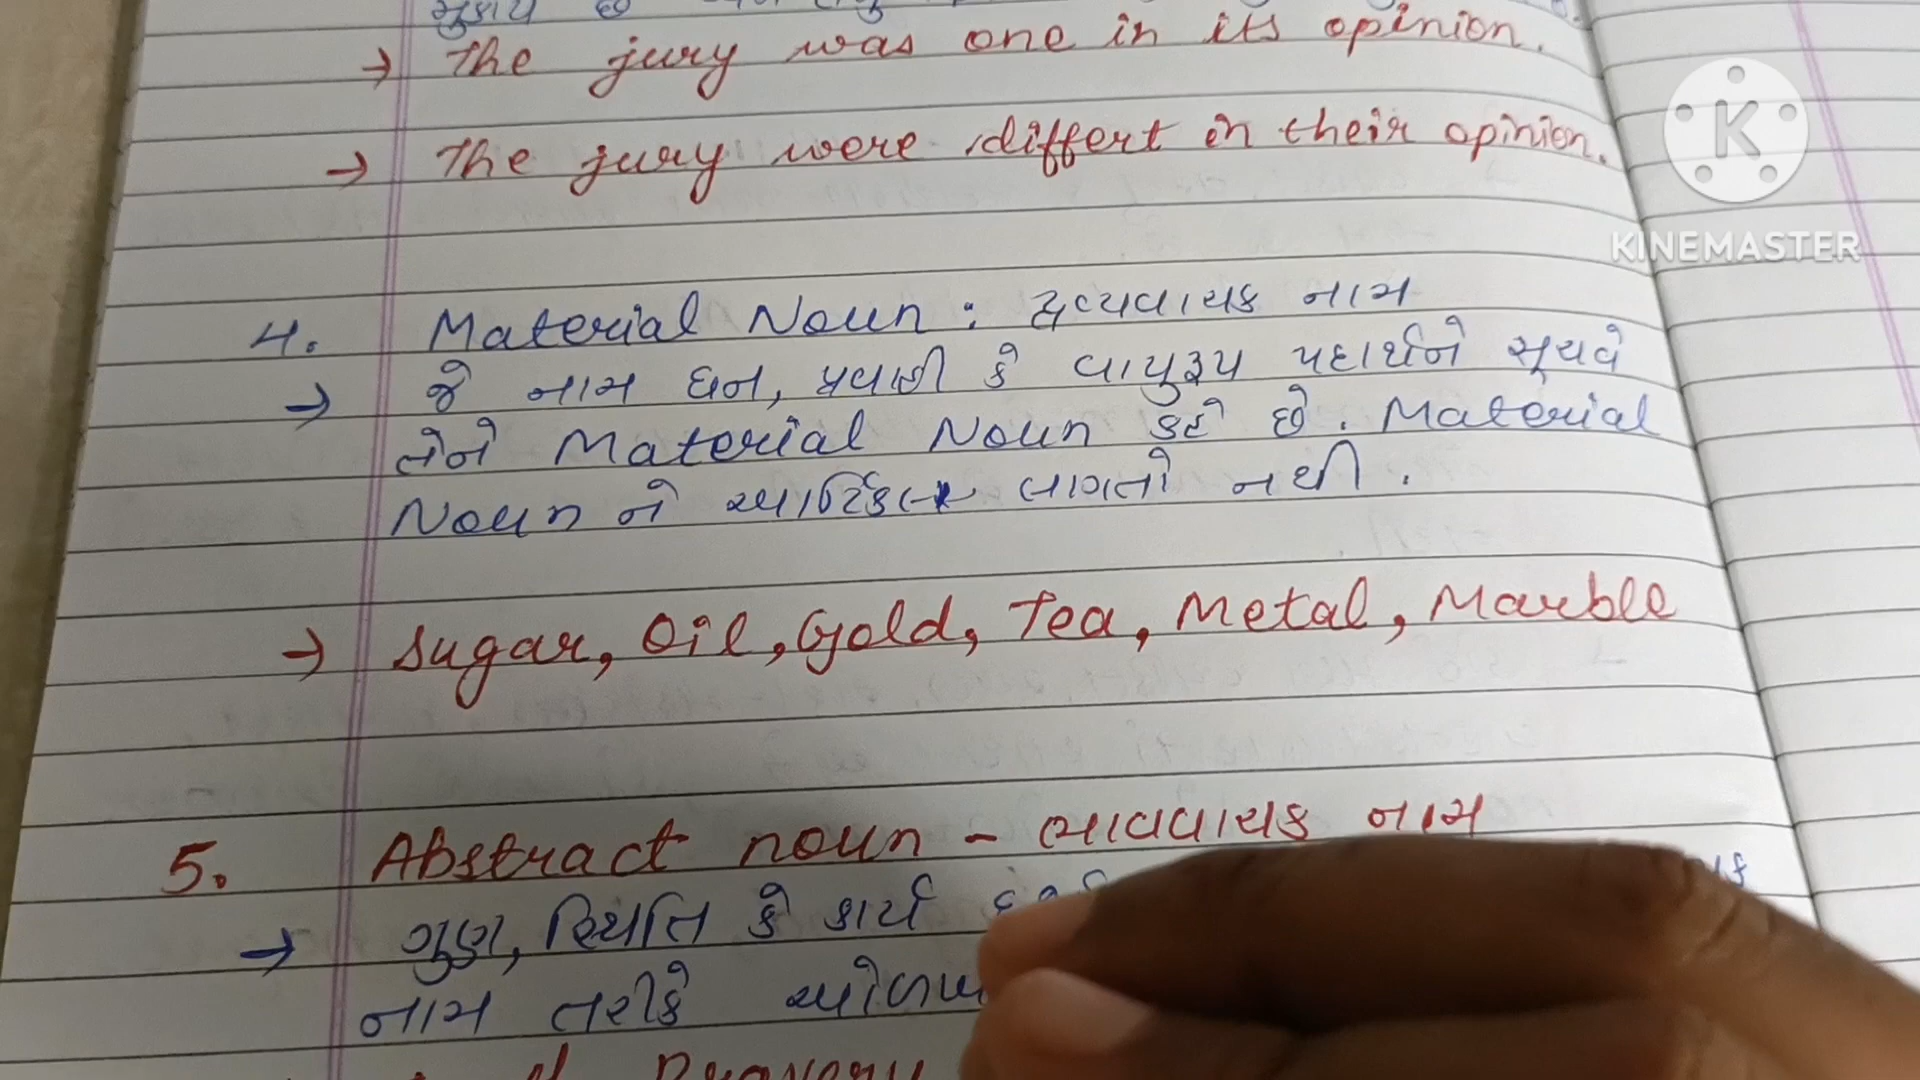 → The jury was one in its opinion.
→ The jury were differt in their opinion.
K
KINEMASTER
4. Material Noun : દ્રવ્યવાચક નામ
→ જે નામ ઘન, પ્રવાહી કે વાયુરૂપ પદાર્થને સૂચવે
તેને Material Noun કહે છે. Material
Noun ને આર્ટિકલ લાગતો નથી.
→ Sugar, Oil, Gold, Tea, Metal, Marble
5. Abstract noun - ભાવવાચક નામ
→ ગુણ, સ્થિતિ કે કાર્ય
નામ તરીકે